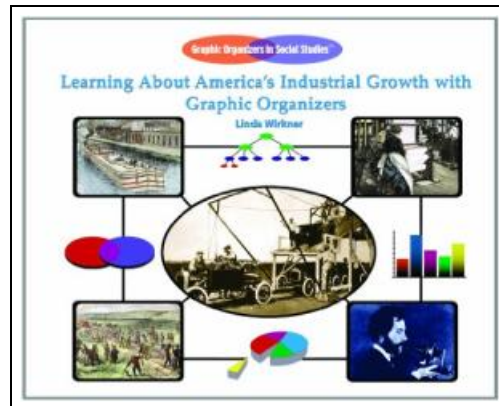 Graphic Organizers in Social Studies™
Learning About America's Industrial Growth with
Graphic Organizers
Linda Wirkner